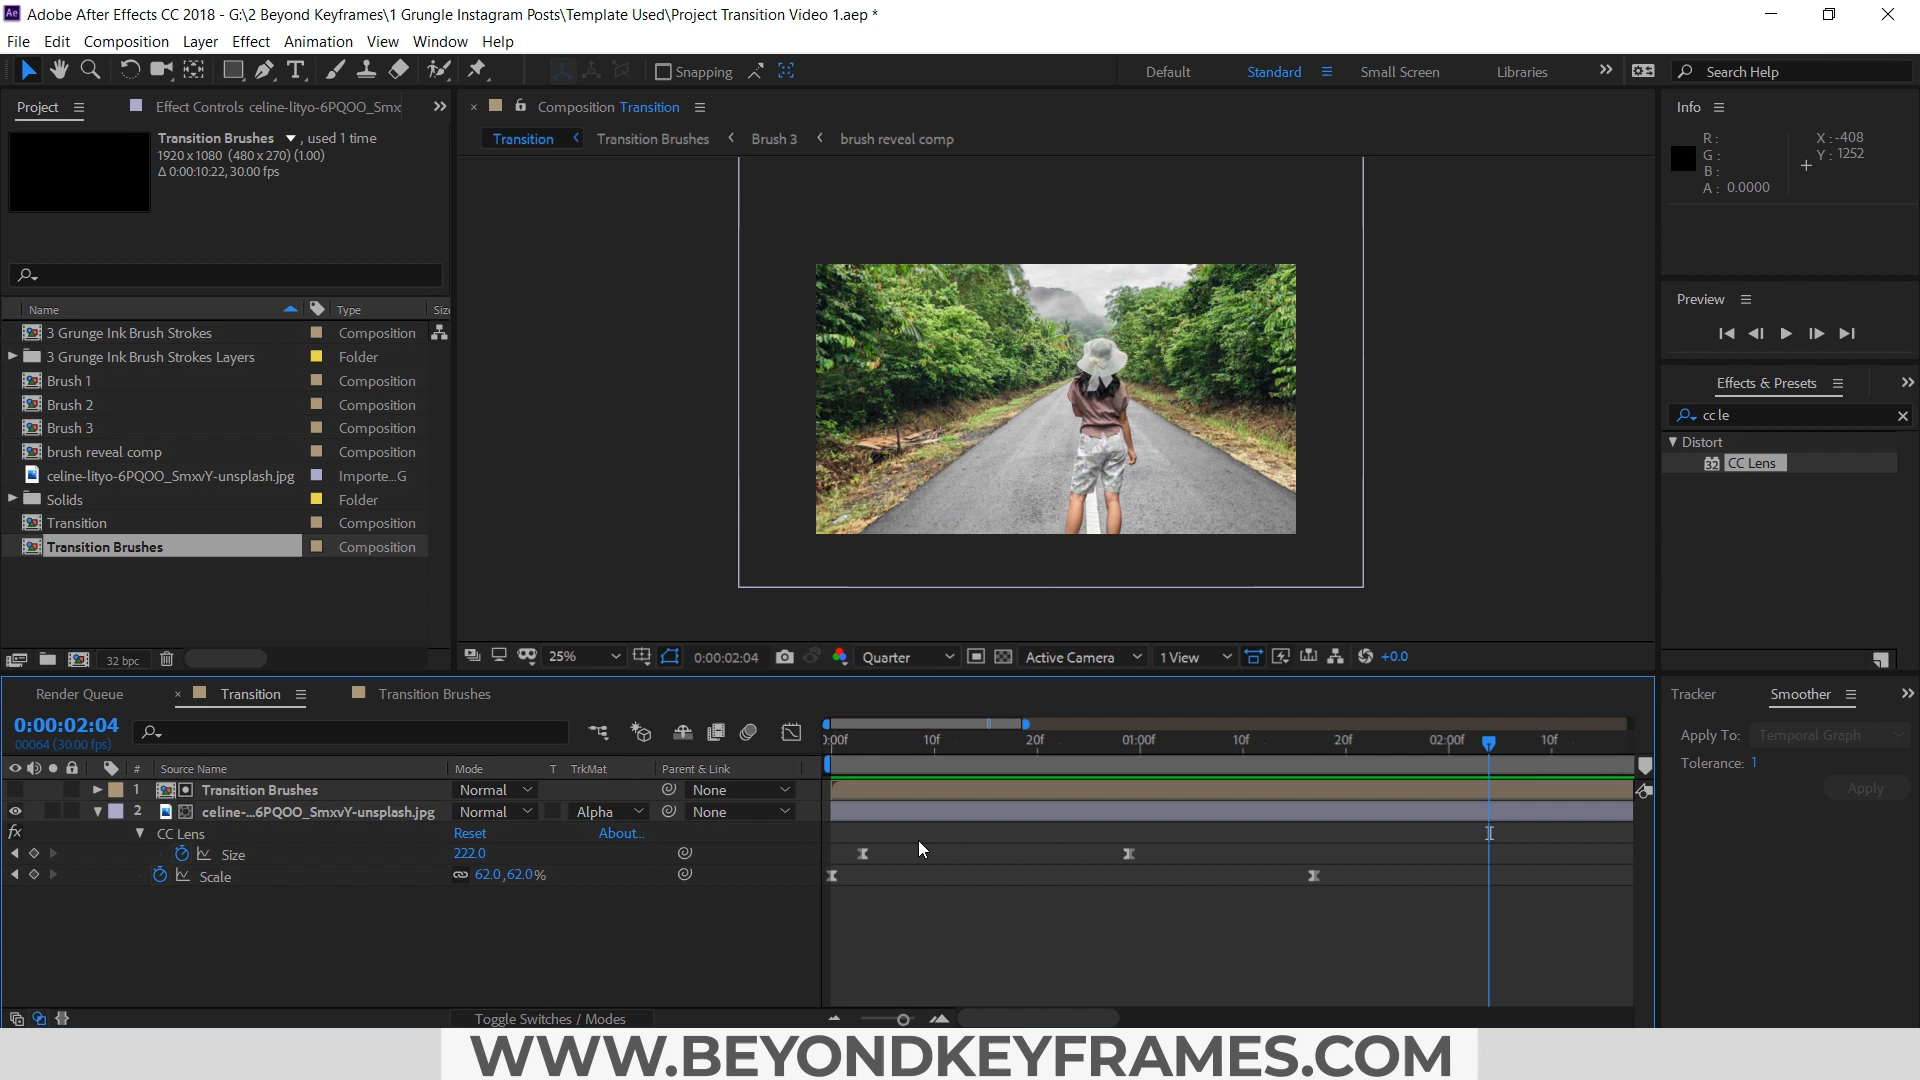 Adobe After Effects CC 2018 - G:\2 Beyond Keyframes\1 Grungle Instagram Posts\Template Used\Project Transition Video 1.aep *
File Edit Composition Layer Effect Animation View Window Help
Snapping Default Standard Small Screen Libraries Search Help
Project Effect Controls celine-lityo-6PQOO_Smx
Composition Transition
Info
Transition Brushes , used 1 time
1920 x 1080 (480 x 270) (1.00)
Δ 0:00:10:22, 30.00 fps
Transition Transition Brushes Brush 3 brush reveal comp
R :
G :
B :
A : 0.0000
X : -408
Y : 1252
Preview
Effects & Presets
cc le
Distort
32 CC Lens
Name Type Siz
3 Grunge Ink Brush Strokes Composition
3 Grunge Ink Brush Strokes Layers Folder
Brush 1 Composition
Brush 2 Composition
Brush 3 Composition
brush reveal comp Composition
celine-lityo-6PQOO_SmxvY-unsplash.jpg Importe...G
Solids Folder
Transition Composition
Transition Brushes Composition
32 bpc
25% 0:00:02:04 Quarter Active Camera 1 View +0.0
Render Queue Transition Transition Brushes
Tracker Smoother
0:00:02:04
00064 (30.00 fps)
0:00f 10f 20f 01:00f 10f 20f 02:00f 10f
Apply To: Temporal Graph
Tolerance: 1
Apply
# Source Name Mode T TrkMat Parent & Link
1 Transition Brushes Normal None
2 celine-...6PQOO_SmxvY-unsplash.jpg Normal Alpha None
fx CC Lens Reset About...
Size 222.0
Scale 62.0,62.0%
Toggle Switches / Modes
WWW.BEYONDKEYFRAMES.COM